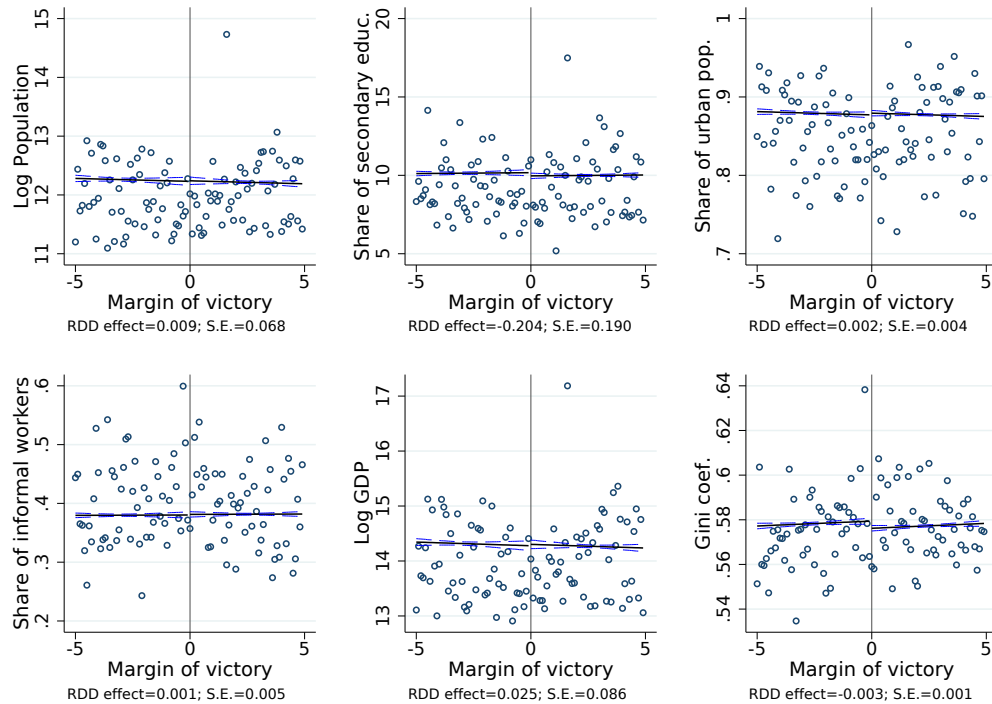 Log Population
15
14
13
12
11
-5 0 5
Margin of victory
RDD effect=0.009; S.E.=0.068
Share of secondary educ.
20
15
10
5
-5 0 5
Margin of victory
RDD effect=-0.204; S.E.=0.190
Share of urban pop.
1
.9
.8
.7
-5 0 5
Margin of victory
RDD effect=0.002; S.E.=0.004
Share of informal workers
.6
.5
.4
.3
.2
-5 0 5
Margin of victory
RDD effect=0.001; S.E.=0.005
Log GDP
17
16
15
14
13
-5 0 5
Margin of victory
RDD effect=0.025; S.E.=0.086
Gini coef.
.64
.62
.6
.58
.56
.54
-5 0 5
Margin of victory
RDD effect=-0.003; S.E.=0.001